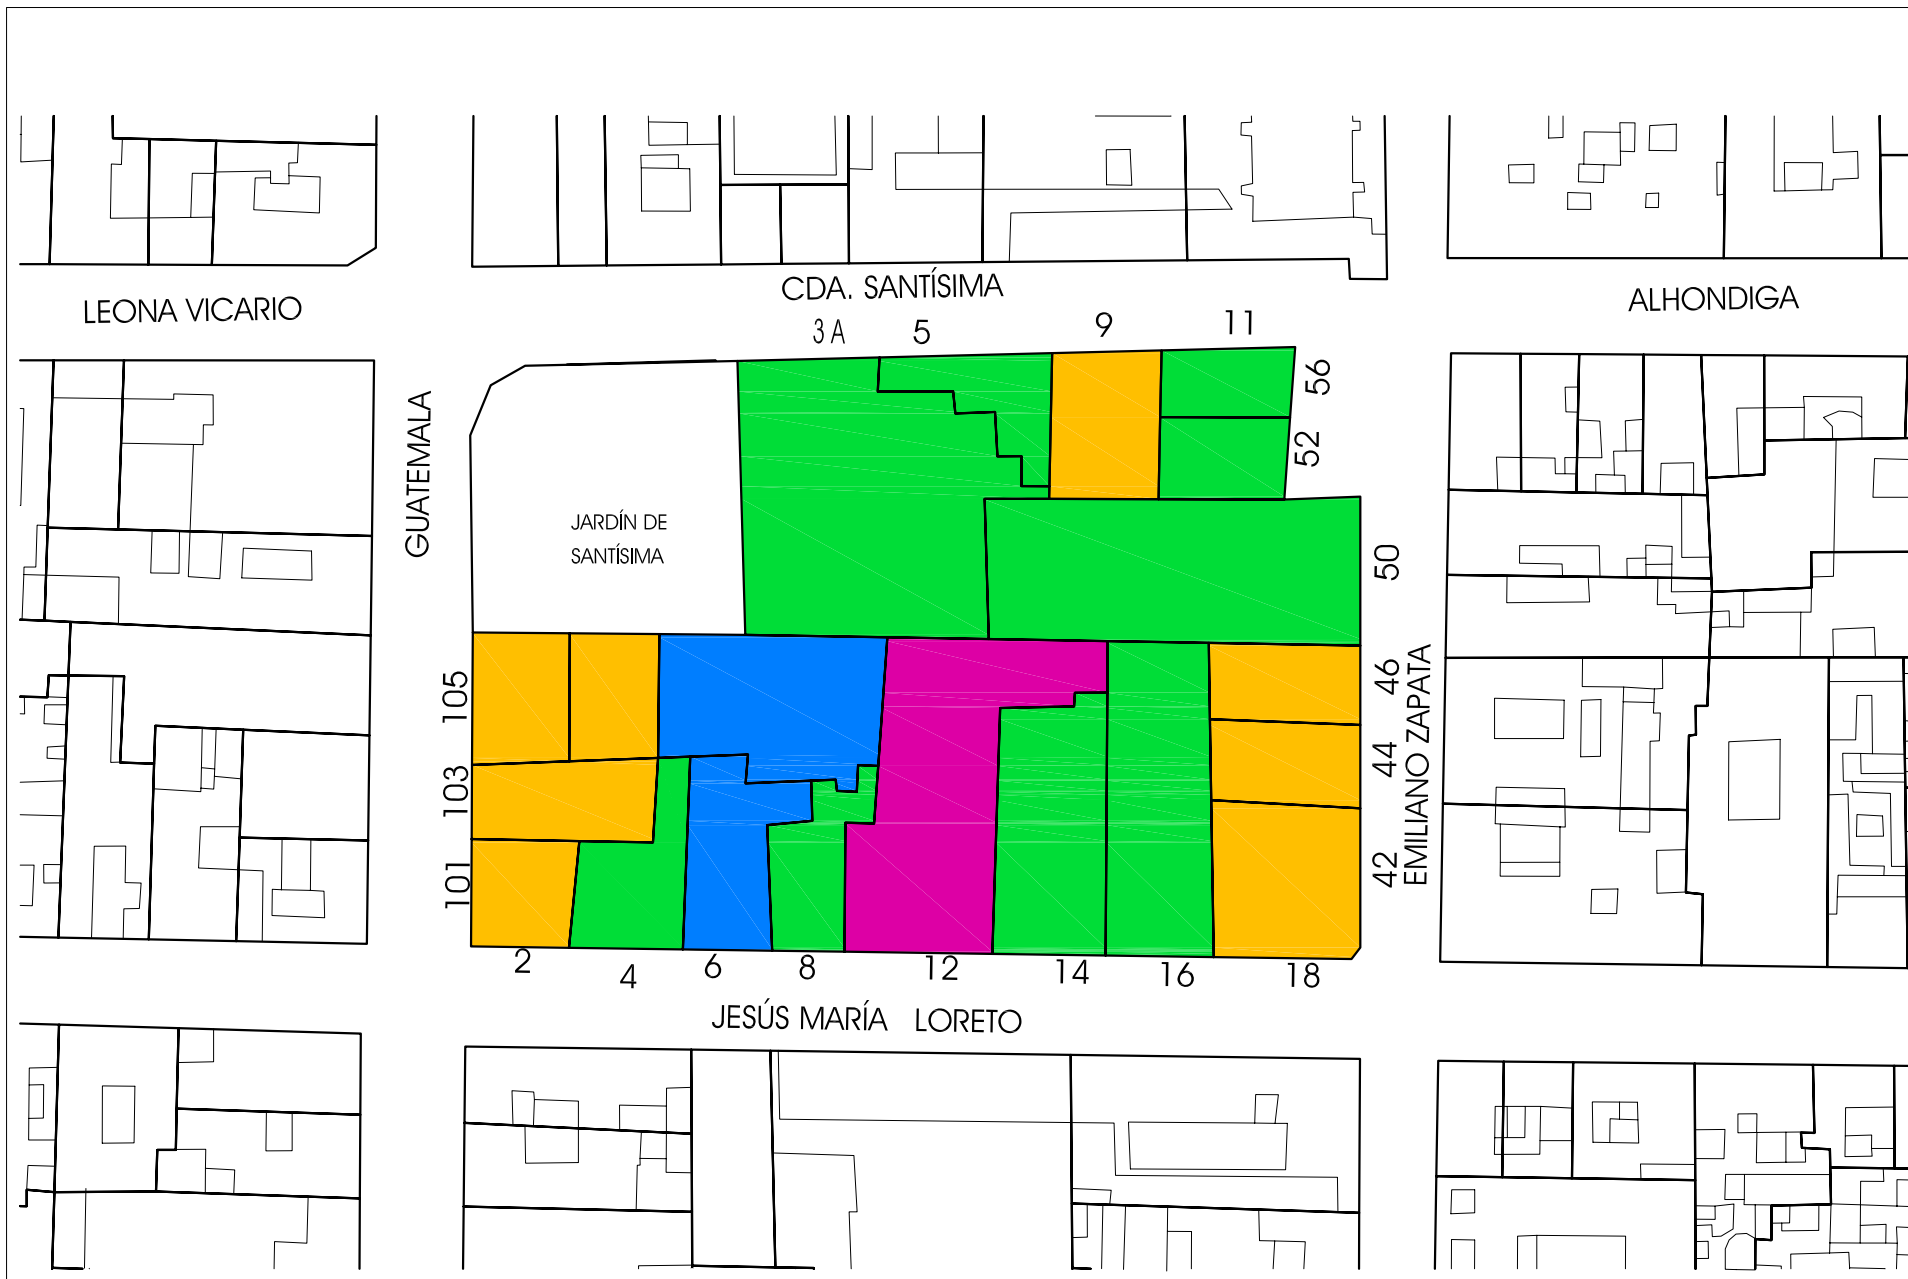 LEONA VICARIO
CDA. SANTÍSIMA
ALHONDIGA
3 A
5
9
11
56
52
GUATEMALA
JARDÍN DE
SANTÍSIMA
50
105
103
101
46
44
42
EMILIANO ZAPATA
2
4
6
8
12
14
16
18
JESÚS MARÍA LORETO